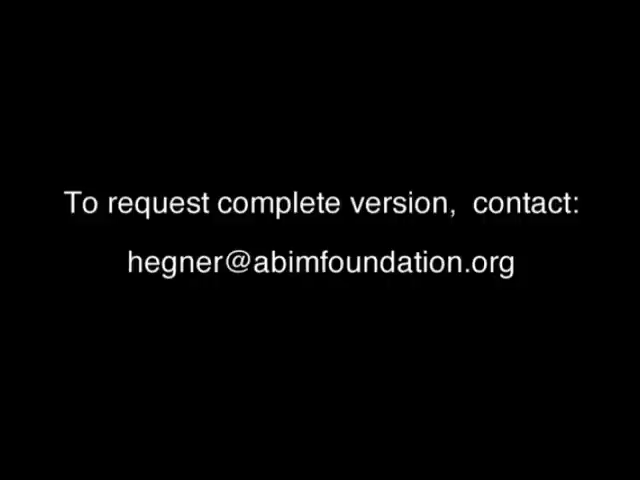 To request complete version,  contact:
hegner@abimfoundation.org